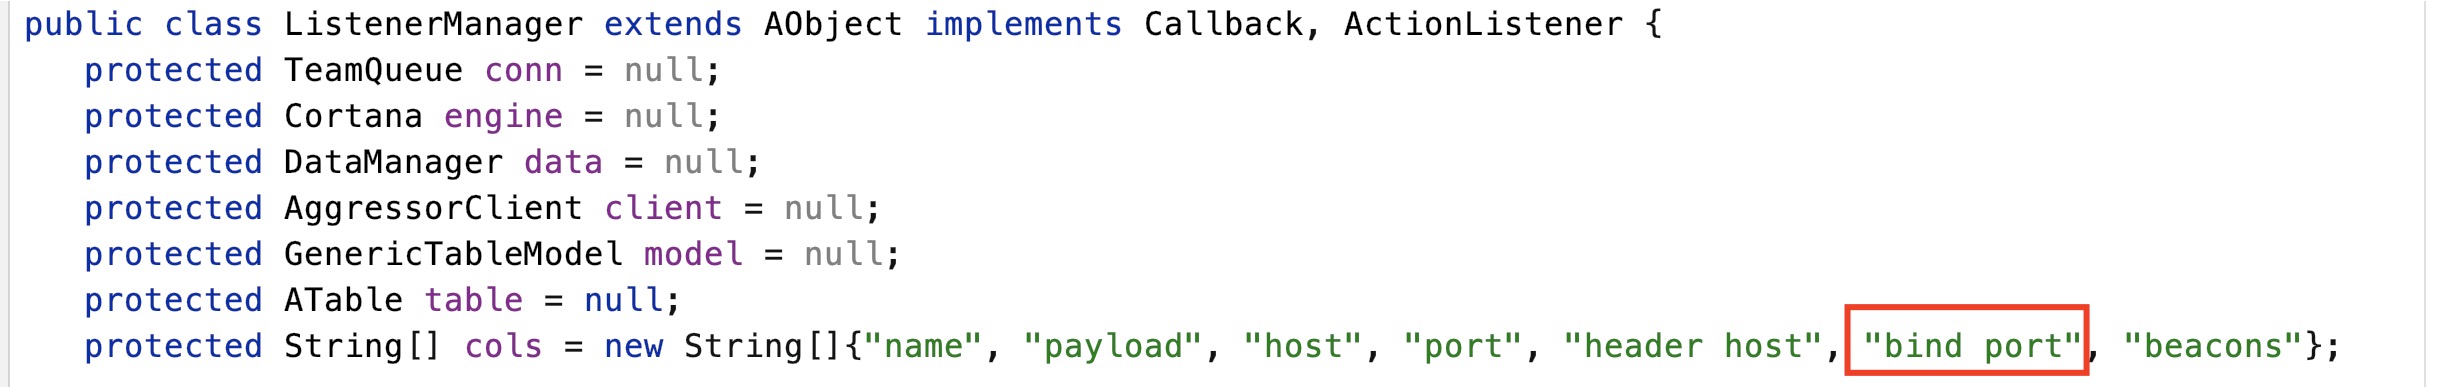 public class ListenerManager extends AObject implements Callback, ActionListener {
protected TeamQueue conn = null;
protected Cortana engine = null;
protected DataManager data = null;
protected AggressorClient client = null;
protected GenericTableModel model = null;
protected ATable table = null;
protected String[] cols = new String[]{"name", "payload", "host", "port", "header host", "bind port", "beacons"};